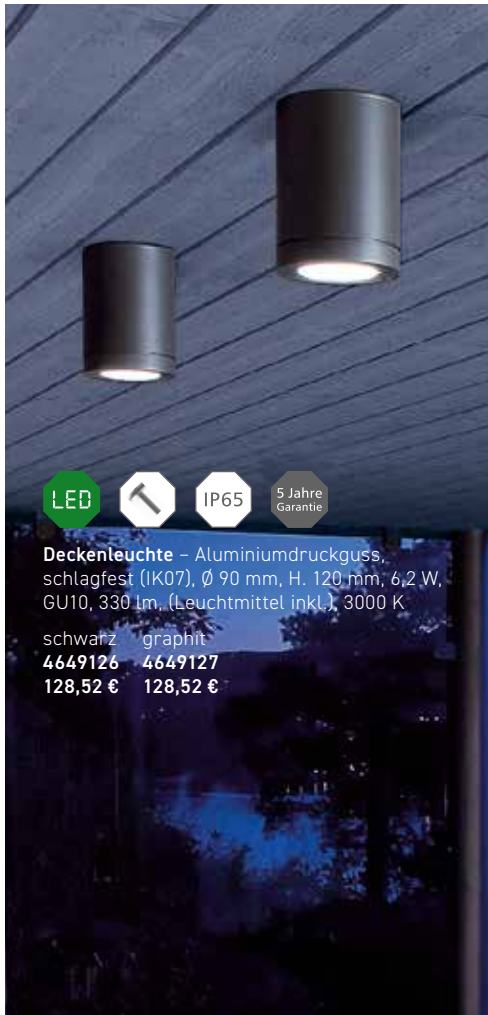 LED
IP65
5 Jahre
Garantie
Deckenleuchte – Aluminiumdruckguss,
schlagfest (IK07), Ø 90 mm, H. 120 mm, 6,2 W,
GU10, 330 lm, (Leuchtmittel inkl.), 3000 K
schwarz graphit
4649126 4649127
128,52 € 128,52 €